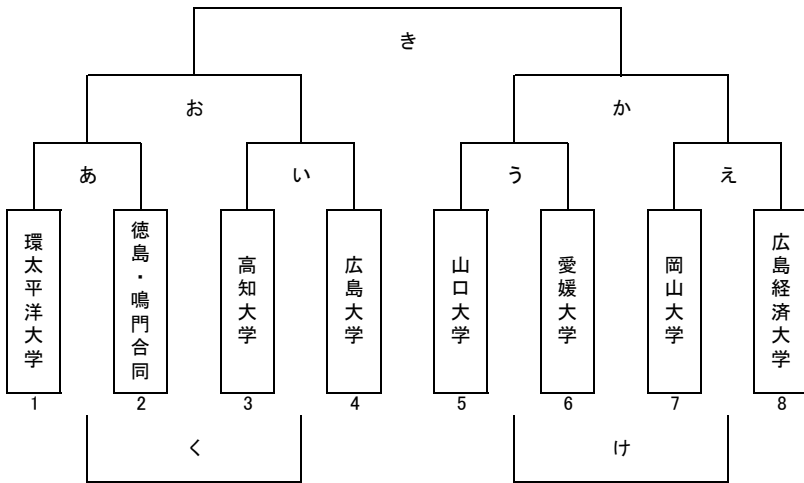 き
お
か
あ
い
う
え
環太平洋大学
徳島・鳴門合同
高知大学
広島大学
山口大学
愛媛大学
岡山大学
広島経済大学
1
2
3
4
5
6
7
8
く
け